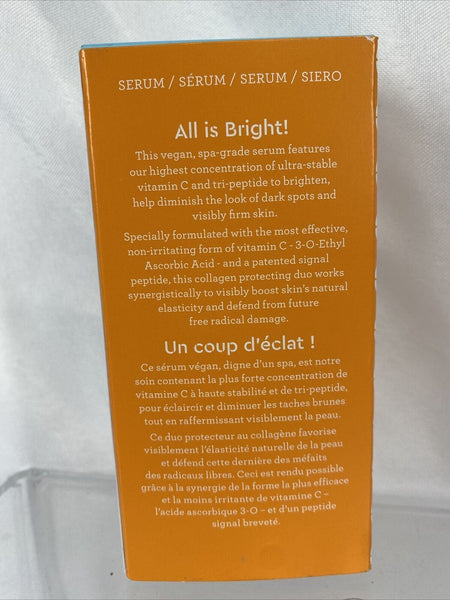 SERUM / SÉRUM / SERUM / SIERO
All is Bright!
This vegan, spa-grade serum features
our highest concentration of ultra-stable
vitamin C and tri-peptide to brighten,
help diminish the look of dark spots and
visibly firm skin.
Specially formulated with the most effective,
non-irritating form of vitamin C - 3-O-Ethyl
Ascorbic Acid - and a patented signal
peptide, this collagen protecting duo works
synergistically to visibly boost skin's natural
elasticity and defend from future
free radical damage.
Un coup d'éclat !
Ce sérum végan, digne d'un spa, est notre
soin contenant la plus forte concentration de
vitamine C à haute stabilité et de tri-peptide,
pour éclaircir et diminuer les taches brunes
tout en raffermissant visiblement la peau.
Ce duo protecteur au collagène favorise
visiblement l'élasticité naturelle de la peau
et défend cette dernière des méfaits
des radicaux libres. Ceci est rendu possible
grâce à la synergie de la forme la plus efficace
et la moins irritante de vitamine C –
l'acide ascorbique 3-O – et d'un peptide
signal breveté.